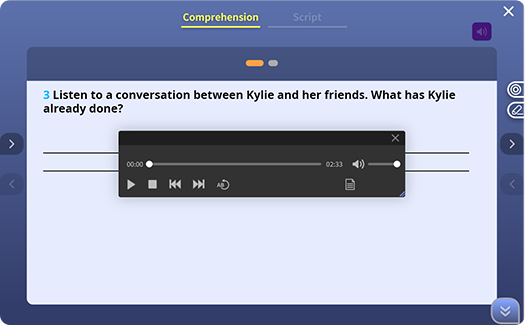 Comprehension
Script
3 Listen to a conversation between Kylie and her friends. What has Kylie
already done?
00:00
02:33
AB